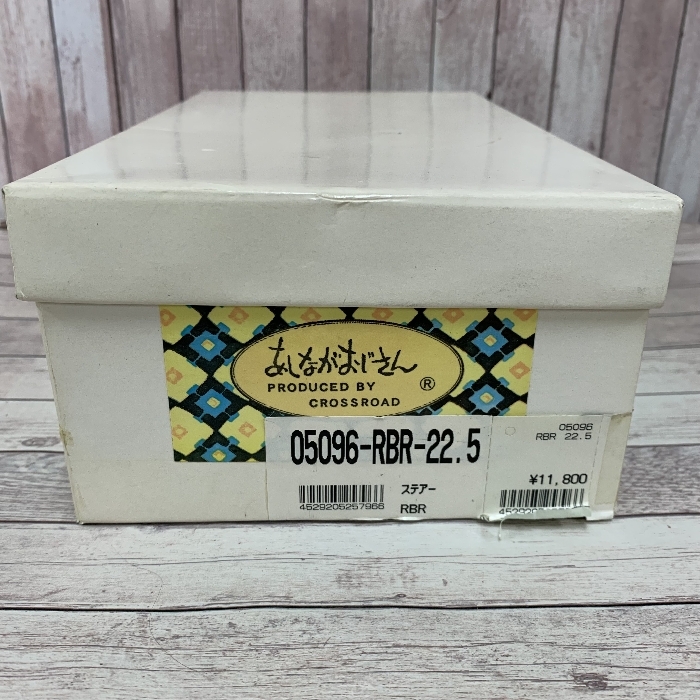 あしながおじさん
PRODUCED BY
®
CROSSROAD
05096-RBR-22.5
4529205257966
ステアー
RBR
05096
RBR 22.5
¥11,800